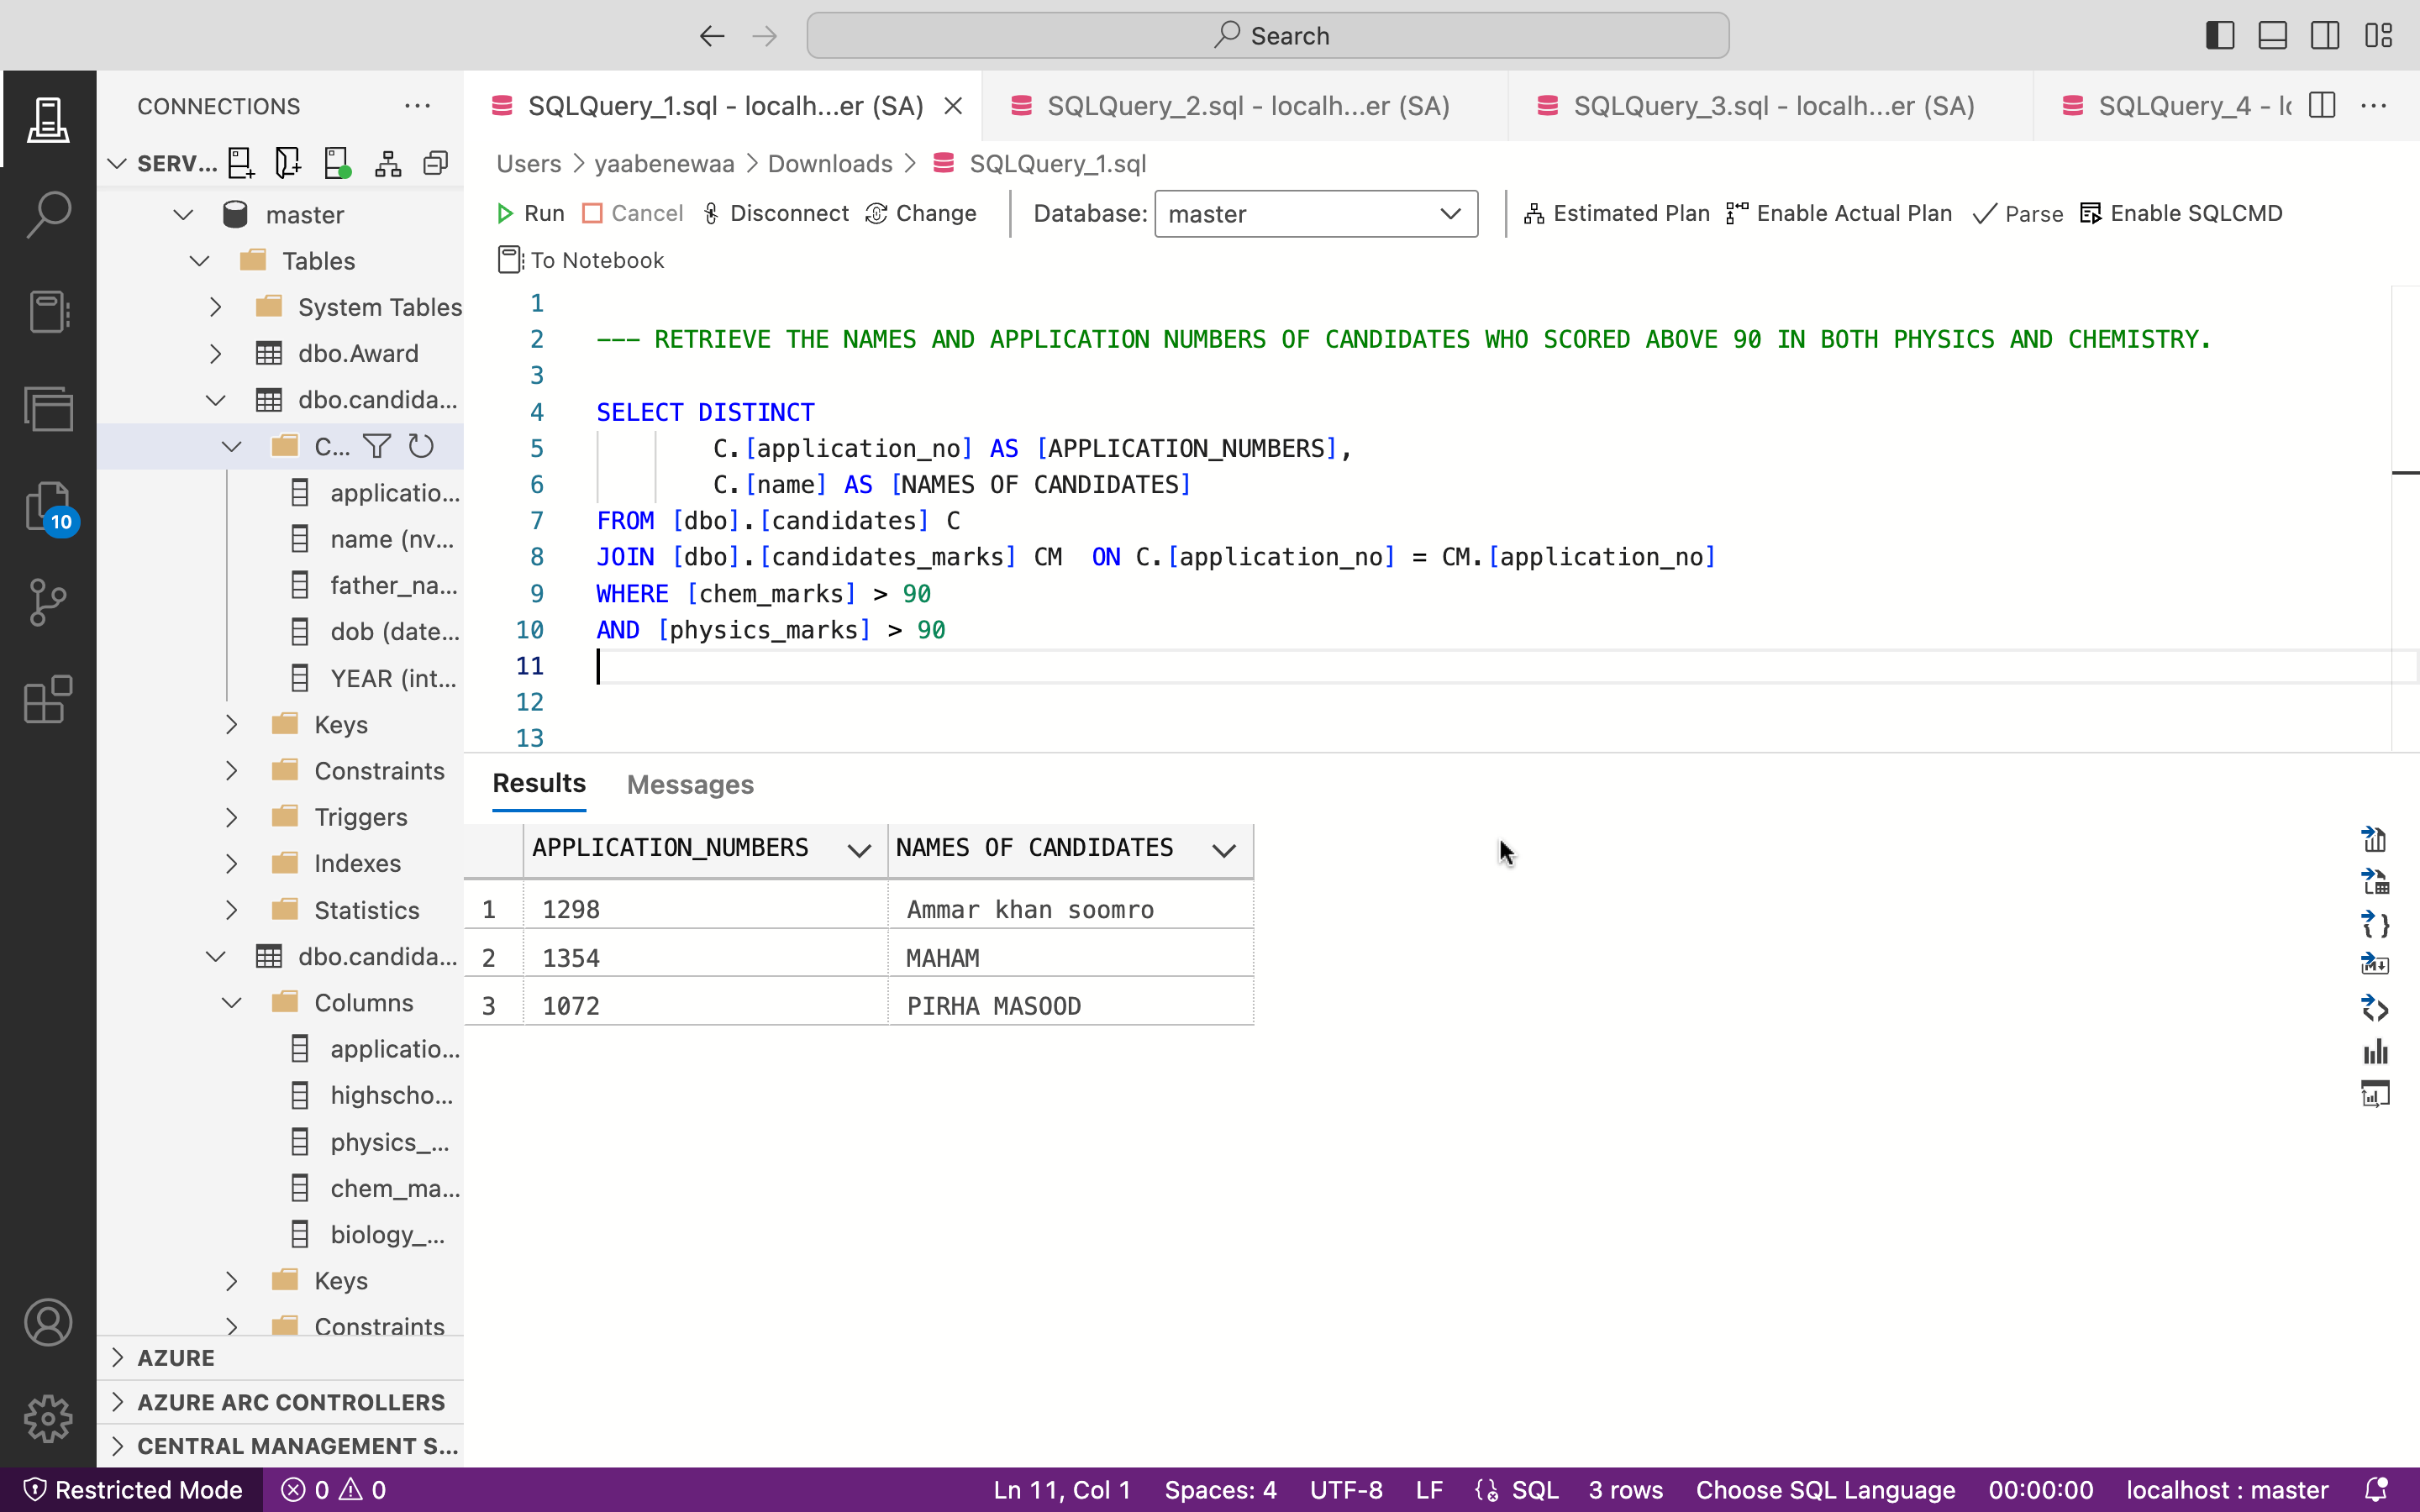 Search
CONNECTIONS
SERV...
master
Tables
System Tables
dbo.Award
dbo.candida...
C...
applicatio...
name (nv...
father_na...
dob (date...
YEAR (int...
Keys
Constraints
Triggers
Indexes
Statistics
dbo.candida...
Columns
applicatio...
highscho...
physics_...
chem_ma...
biology_...
Keys
Constraints
AZURE
AZURE ARC CONTROLLERS
CENTRAL MANAGEMENT S...
10
SQLQuery_1.sql - localh...er (SA)
SQLQuery_2.sql - localh...er (SA)
SQLQuery_3.sql - localh...er (SA)
SQLQuery_4 - lo
Users > yaabenewaa > Downloads > SQLQuery_1.sql
Run Cancel Disconnect Change Database: master Estimated Plan Enable Actual Plan Parse Enable SQLCMD
To Notebook
1
2 --- RETRIEVE THE NAMES AND APPLICATION NUMBERS OF CANDIDATES WHO SCORED ABOVE 90 IN BOTH PHYSICS AND CHEMISTRY.
3
4 SELECT DISTINCT
5 C.[application_no] AS [APPLICATION_NUMBERS],
6 C.[name] AS [NAMES OF CANDIDATES]
7 FROM [dbo].[candidates] C
8 JOIN [dbo].[candidates_marks] CM  ON C.[application_no] = CM.[application_no]
9 WHERE [chem_marks] > 90
10 AND [physics_marks] > 90
11
12
13
Results Messages
APPLICATION_NUMBERS NAMES OF CANDIDATES
1 1298 Ammar khan soomro
2 1354 MAHAM
3 1072 PIRHA MASOOD
Restricted Mode 0 0 Ln 11, Col 1 Spaces: 4 UTF-8 LF SQL 3 rows Choose SQL Language 00:00:00 localhost : master